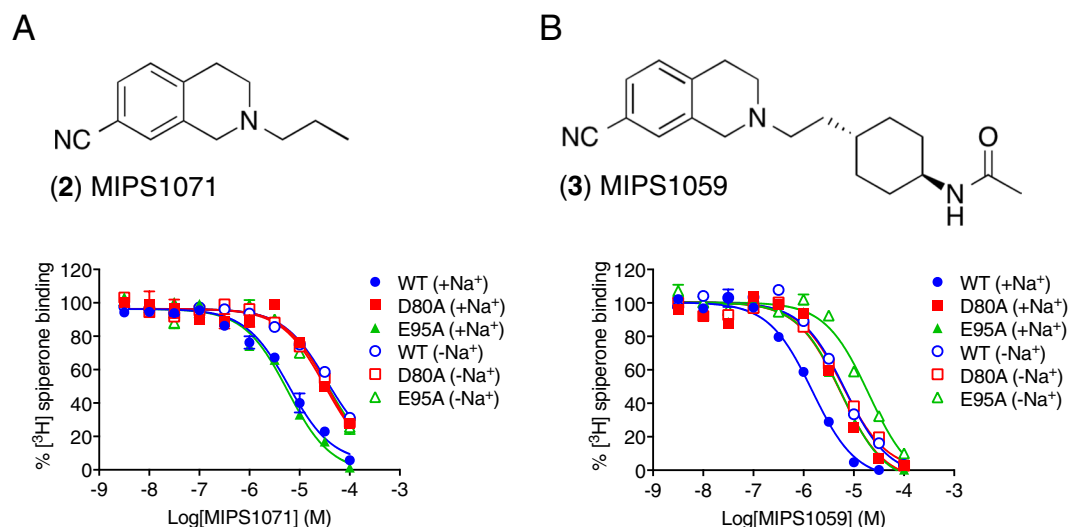 A
NC
N
(2) MIPS1071
% [³H] spiperone binding
120
100
80
60
40
20
0
-9 -8 -7 -6 -5 -4 -3
Log[MIPS1071] (M)
WT (+Na⁺)
D80A (+Na⁺)
E95A (+Na⁺)
WT (-Na⁺)
D80A (-Na⁺)
E95A (-Na⁺)
B
NC
N
O
N
H
(3) MIPS1059
% [³H] spiperone binding
120
100
80
60
40
20
0
-9 -8 -7 -6 -5 -4 -3
Log[MIPS1059] (M)
WT (+Na⁺)
D80A (+Na⁺)
E95A (+Na⁺)
WT (-Na⁺)
D80A (-Na⁺)
E95A (-Na⁺)